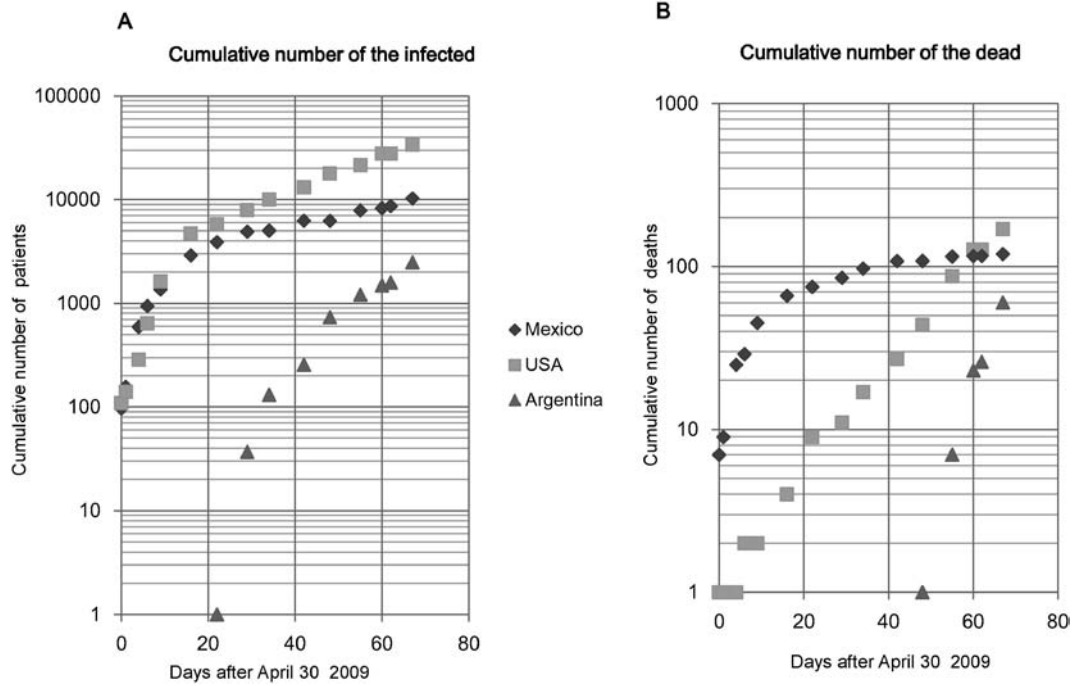 A
Cumulative number of the infected
100000
10000
1000
100
10
1
0 20 40 60 80
Cumulative number of patients
Days after April 30 2009
Mexico
USA
Argentina
B
Cumulative number of the dead
1000
100
10
1
0 20 40 60 80
Cumulative number of deaths
Days after April 30 2009